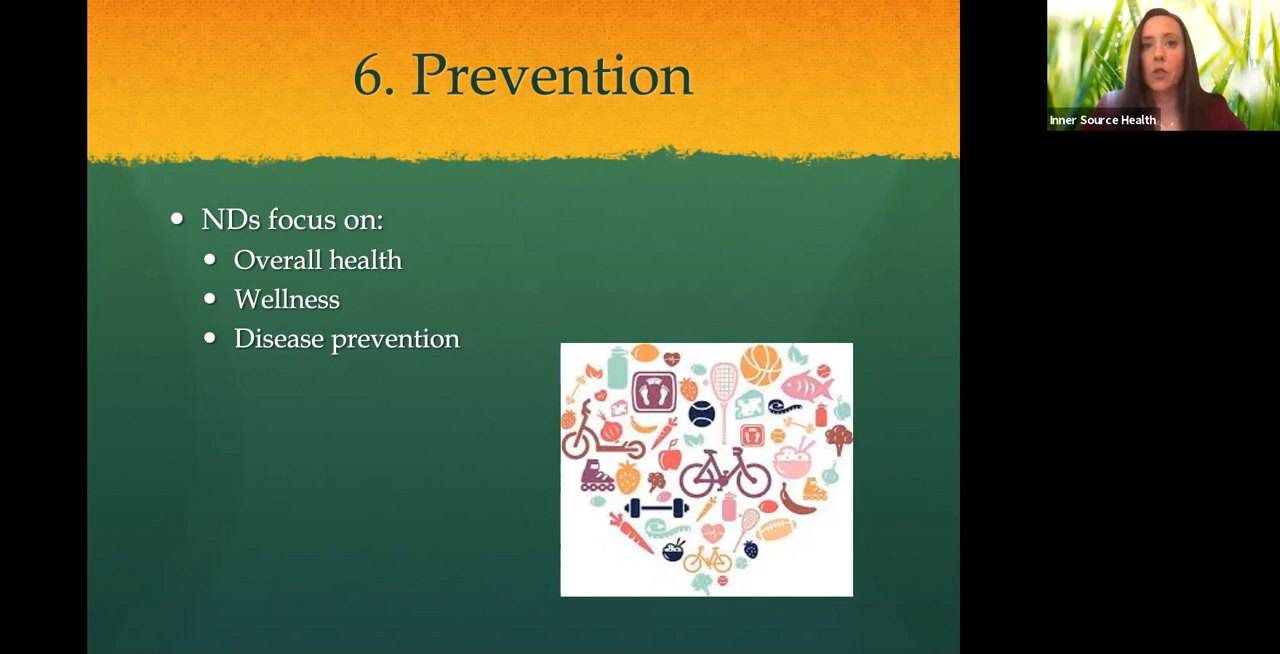 6. Prevention
NDs focus on:
Overall health
Wellness
Disease prevention
Inner Source Health